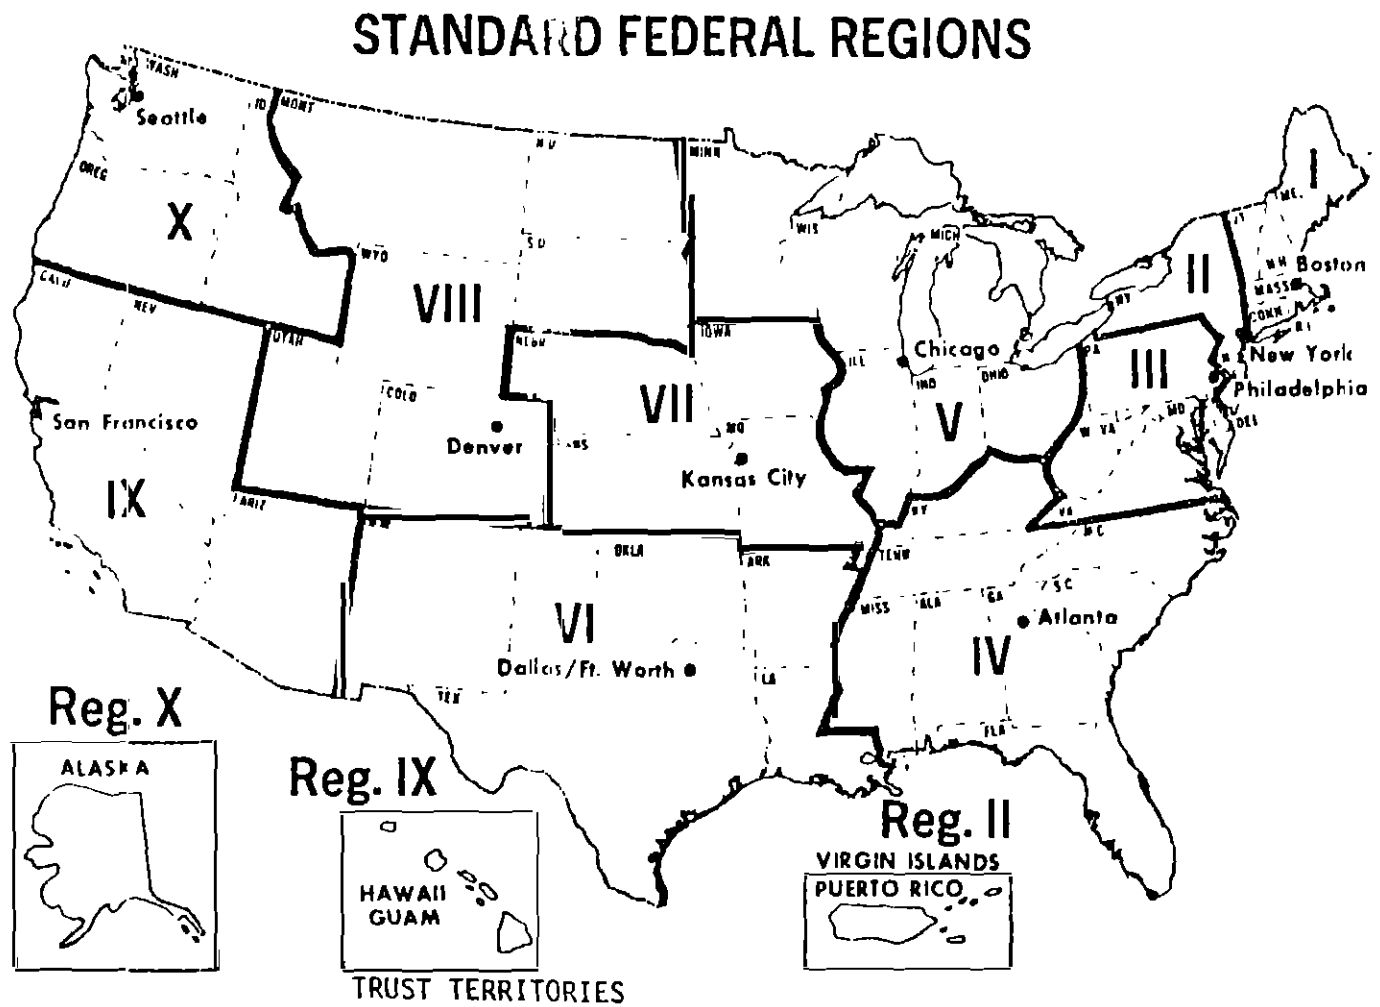 STANDARD FEDERAL REGIONS
WASH
Seattle
ID
MONT
MINN
OREG
X
WYO
WIS
MICH
I
ME.
N H
Boston
MASS
CONN
R I
II
NY
CALIF
NEV
UTAH
VIII
NEBR
IOWA
ILL
Chicago
IND
OHIO
PA
III
New York
Philadelphia
COLO
VII
V
MD
DEL
W VA
San Francisco
Denver
MO
Kansas City
IX
ARIZ
KY
VA
N C
OKLA
ARK
TENN
VI
MISS
ALA
GA
S C
Atlanta
IV
Dallas/Ft. Worth
TEX
LA
FLA
Reg. X
ALASKA
Reg. IX
HAWAII
GUAM
TRUST TERRITORIES
Reg. II
VIRGIN ISLANDS
PUERTO RICO